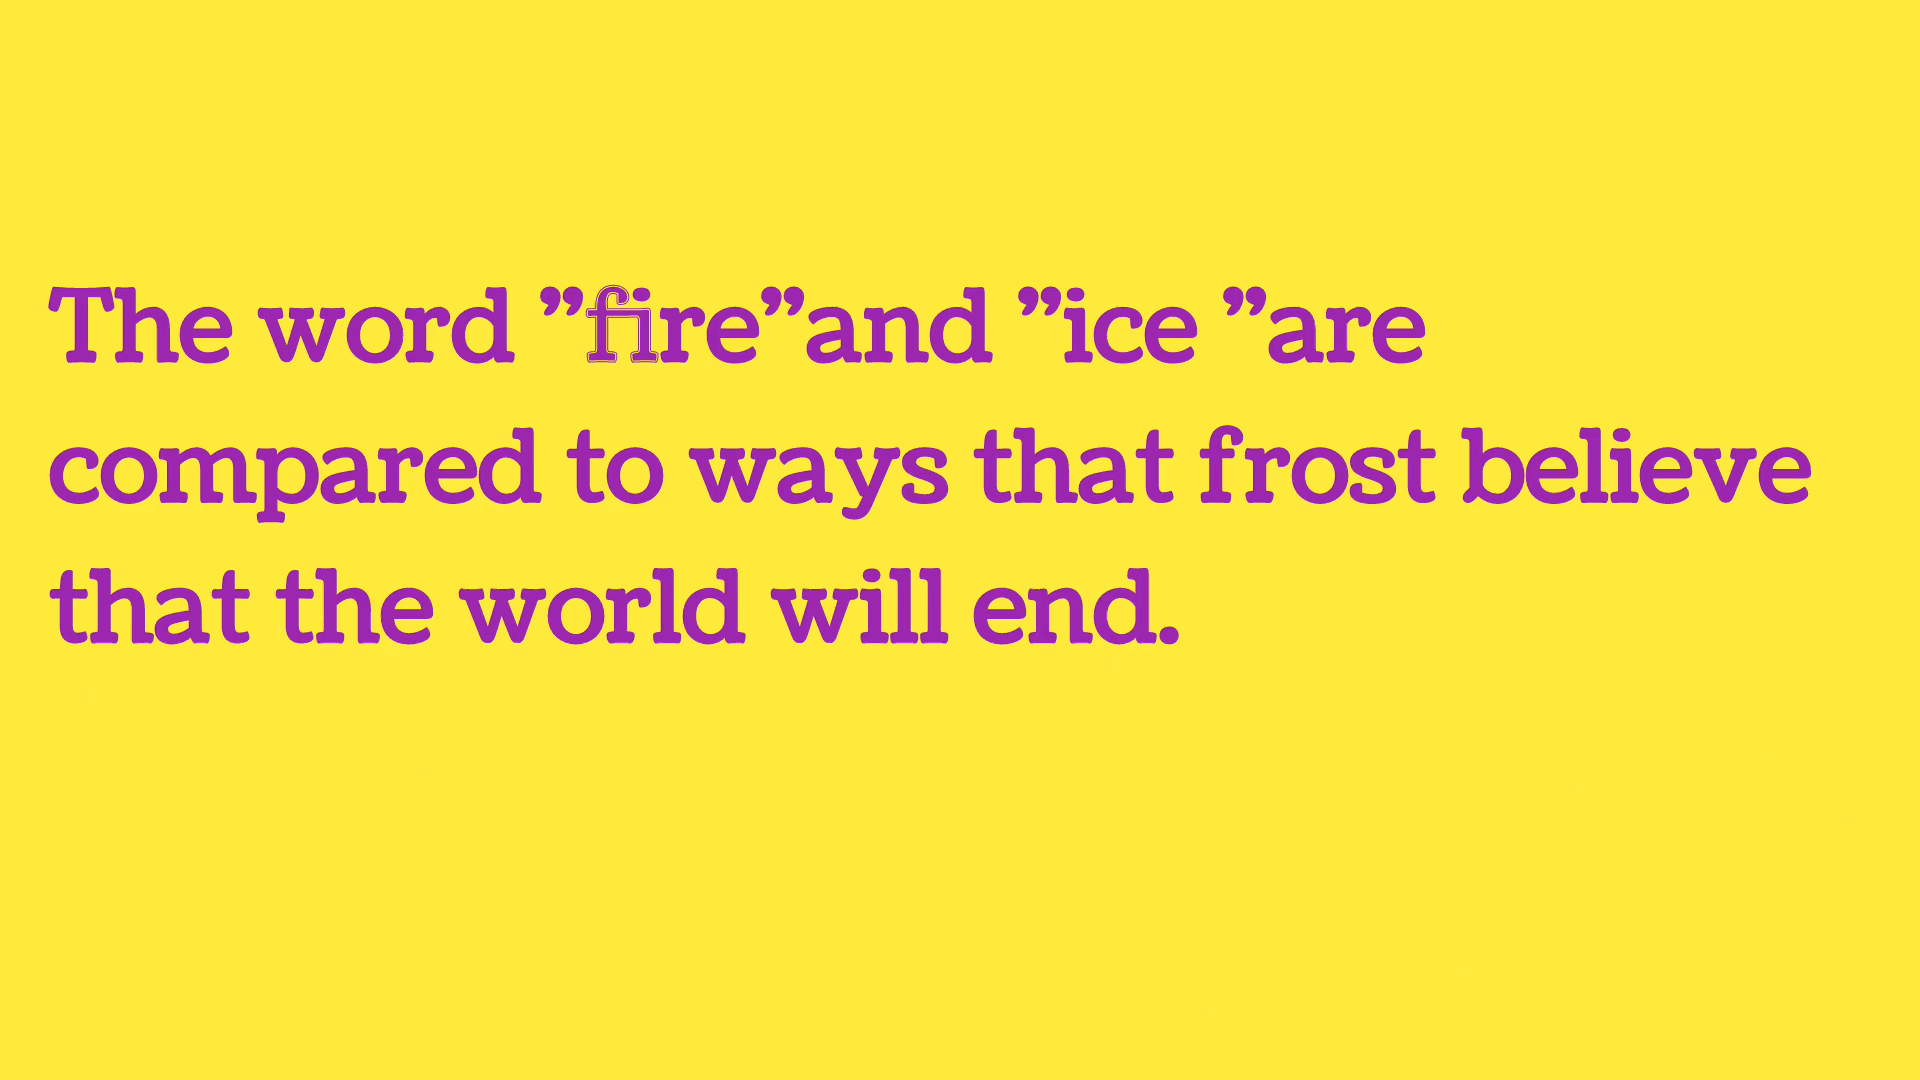 The word ”fire”and ”ice ”are
compared to ways that frost believe
that the world will end.